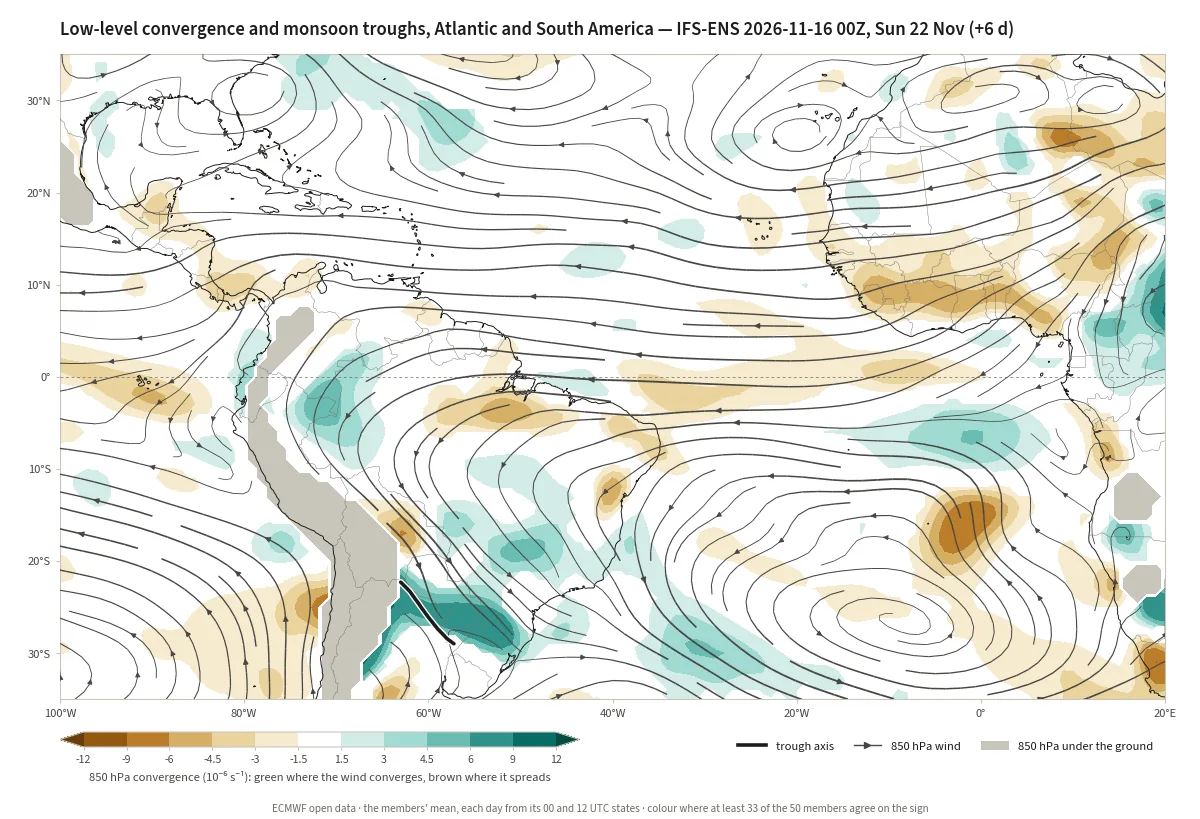 Low-level convergence and monsoon troughs, Atlantic and South America — IFS-ENS 2026-11-16 00Z, Sun 22 Nov (+6 d)
30°N
20°N
10°N
0°
10°S
20°S
30°S
100°W 80°W 60°W 40°W 20°W 0° 20°E
-12 -9 -6 -4.5 -3 -1.5 1.5 3 4.5 6 9 12
850 hPa convergence (10⁻⁶ s⁻¹): green where the wind converges, brown where it spreads
trough axis 850 hPa wind 850 hPa under the ground
ECMWF open data · the members' mean, each day from its 00 and 12 UTC states · colour where at least 33 of the 50 members agree on the sign